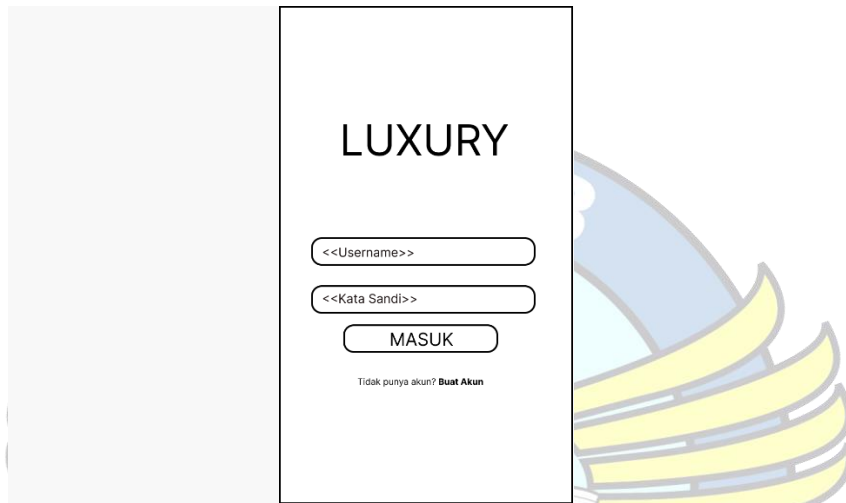 LUXURY
<<Username>>
<<Kata Sandi>>
MASUK
Tidak punya akun? Buat Akun